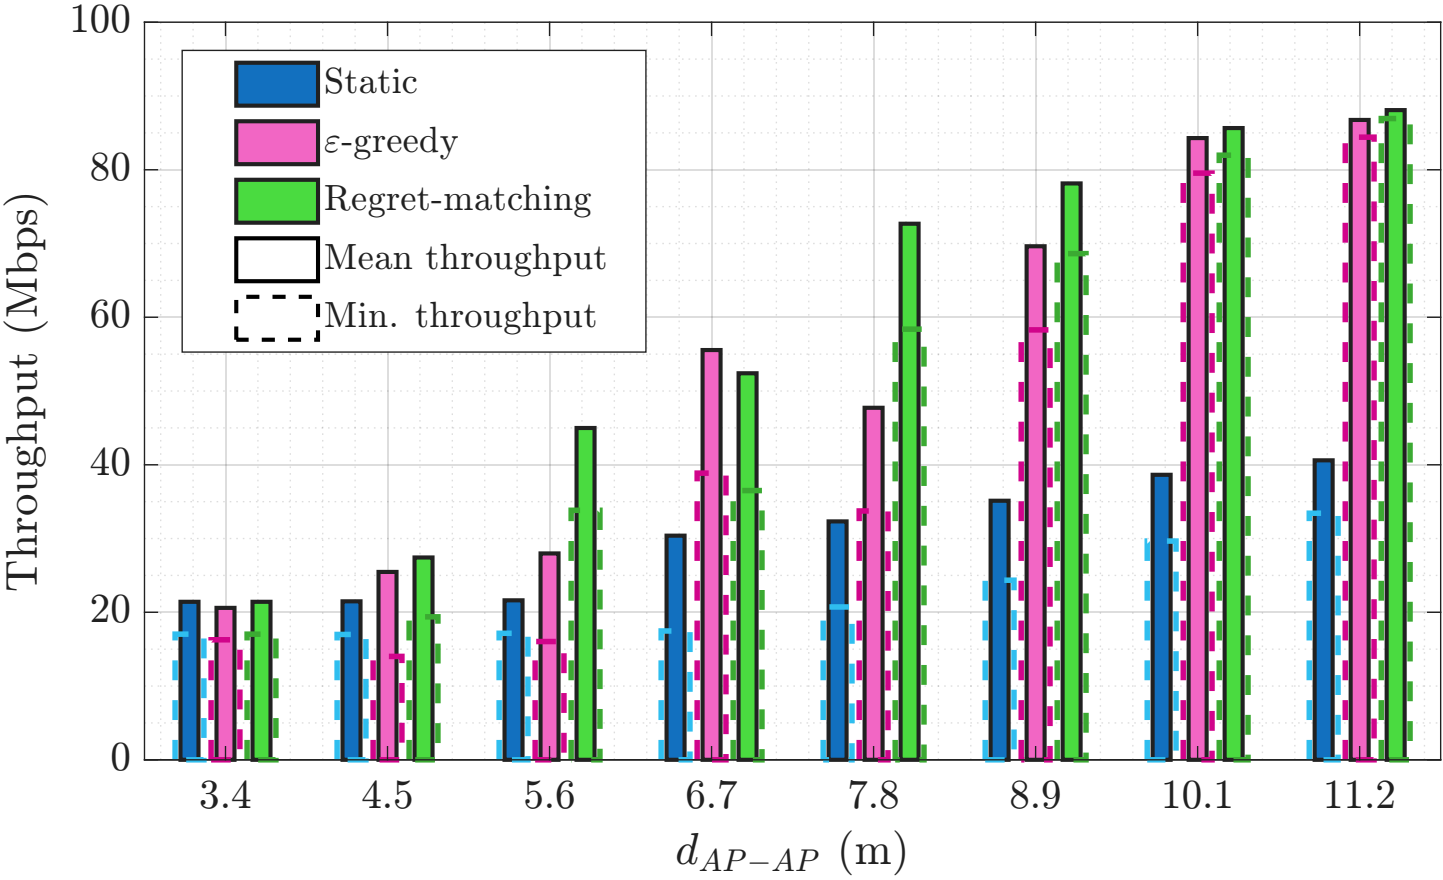 100
80
60
40
20
0
Throughput (Mbps)
Static
ε-greedy
Regret-matching
Mean throughput
Min. throughput
3.4 4.5 5.6 6.7 7.8 8.9 10.1 11.2
d_{AP-AP} (m)